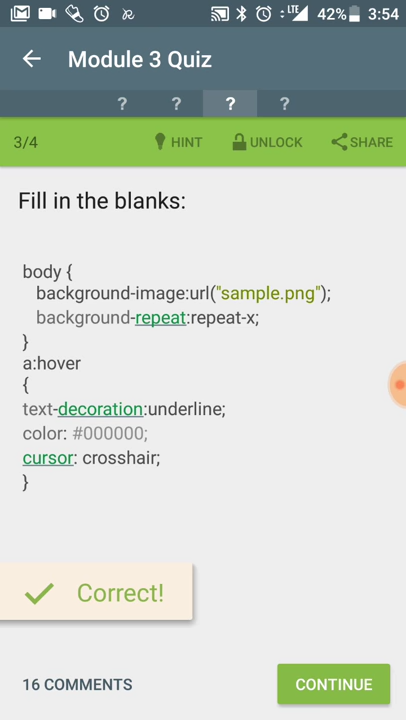 LTE 42% 3:54
Module 3 Quiz
? ? ? ?
3/4 HINT UNLOCK SHARE
Fill in the blanks:
body {
background-image:url("sample.png");
background-repeat:repeat-x;
}
a:hover
{
text-decoration:underline;
color: #000000;
cursor: crosshair;
}
Correct!
16 COMMENTS CONTINUE